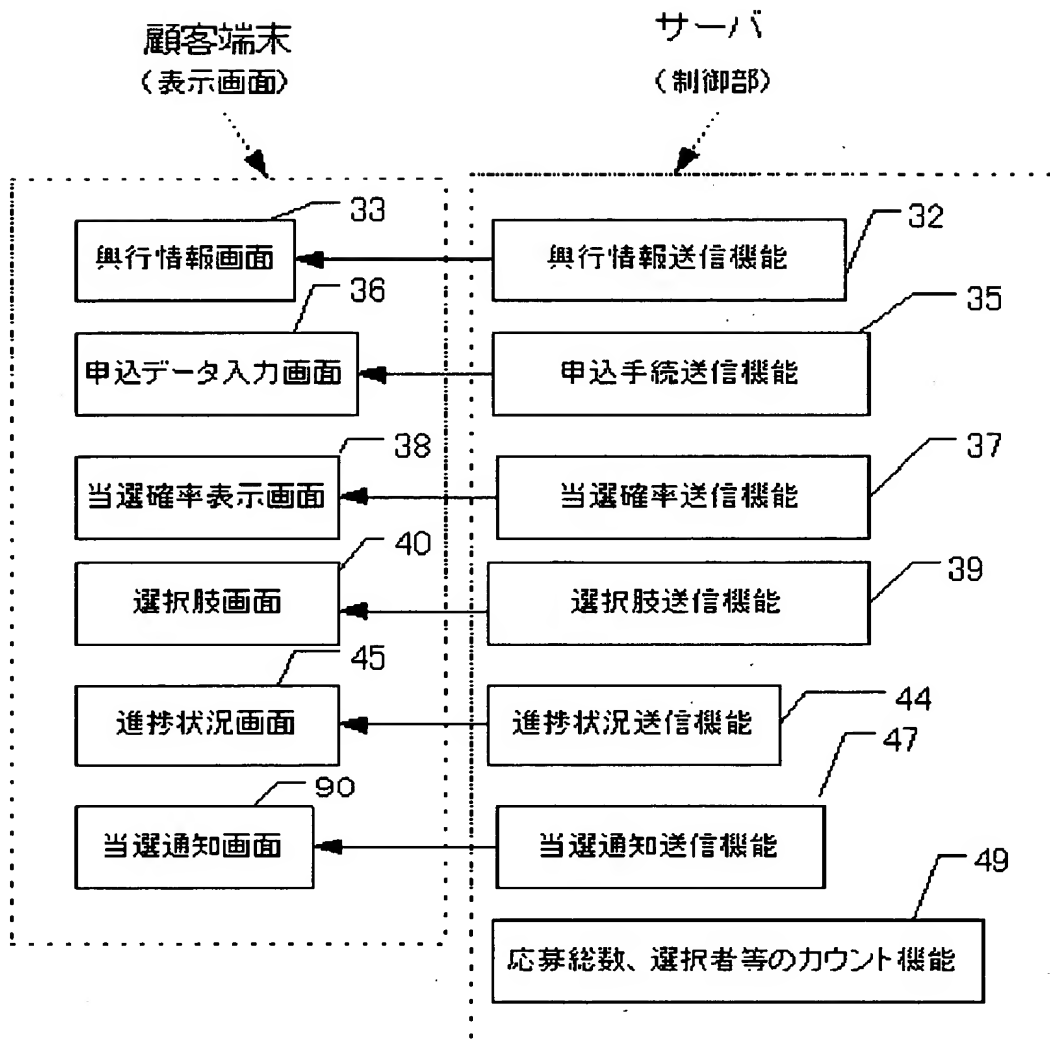 顧客端末
(表示画面)
サーバ
(制御部)
33
興行情報画面
興行情報送信機能
32
36
申込データ入力画面
申込手続送信機能
35
38
当選確率表示画面
当選確率送信機能
37
40
選択肢画面
選択肢送信機能
39
45
進捗状況画面
進捗状況送信機能
44
90
当選通知画面
当選通知送信機能
47
49
応募総数、選択者等のカウント機能